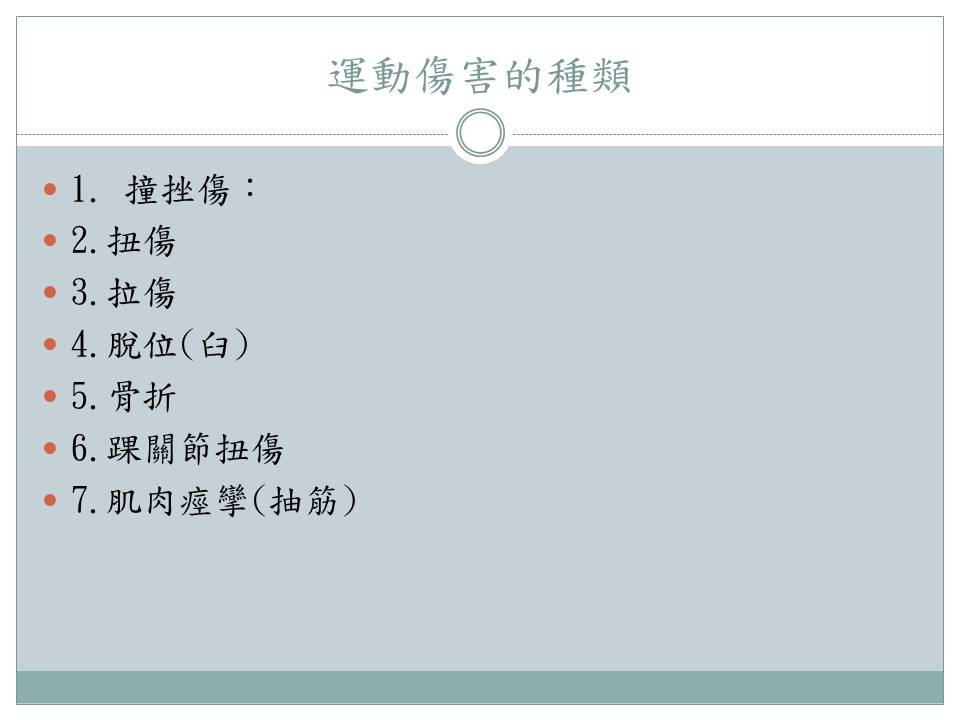 運動傷害的種類
1. 撞挫傷：
2.扭傷
3.拉傷
4.脫位(臼)
5.骨折
6.踝關節扭傷
7.肌肉痙攣(抽筋)